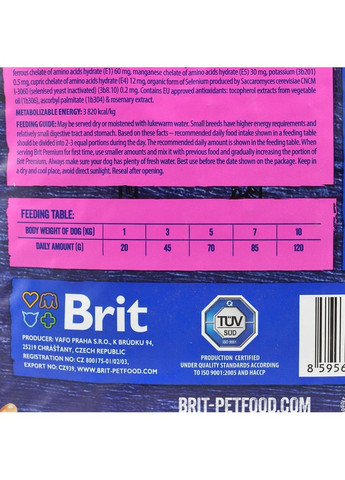 ferrous chelate of amino acids hydrate (E1) 60 mg, manganese chelate of amino acids hydrate (E5) 30 mg, potassium (3b201)
0.5 mg, cupric chelate of amino acids hydrate (E4) 12 mg, organic form of Selenium produced by Saccaromyces cerevisiae CNCM
I-3060 (selenised yeast inactivated) (3b8.10) 0.2 mg. Contains EU approved antioxidants: tocopherol extracts from vegetable
oil (1b306), ascorbyl palmitate (1b304) & rosemary extract.
METABOLIZABLE ENERGY: 3 820 kcal/kg
FEEDING GUIDE: May be served dry or moistened with lukewarm water. Small breeds have higher energy requirements and
relatively small digestive tract and stomach. Based on these facts – recommended daily food intake shown in a feeding table
should be divided into 2-3 equal portions during the day. The recommended daily amount is shown in the feeding table. When
serving Brit Premium for first time, use smaller amounts and mix it with previous food and gradually increasing the portion of
Brit Premium. Always make sure your dog has plenty of fresh water. Best use before the date shown on the package. Keep in
a dry and cool place, avoid direct sunlight. Reseal after opening.
FEEDING TABLE:
BODY WEIGHT OF DOG (KG) 1 3 5 7 10
DAILY AMOUNT (G) 20 45 70 85 120
Brit
PRODUCER: VAFO PRAHA S.R.O., K BRŮDKU 94,
25219 CHRÁŠŤANY, CZECH REPUBLIC
REGISTRATION NO.: CZ 800175-01/02/03,
EXPORT NO.: CZ939, WWW.BRIT-PETFOOD.COM
TÜV
SÜD
ISO 9001
PRODUCTION CERTIFIED
UNDER QUALITY STANDARDS ACCORDING
TO ISO 9001:2005 AND HACCP
8 5956
BRIT-PETFOOD.COM